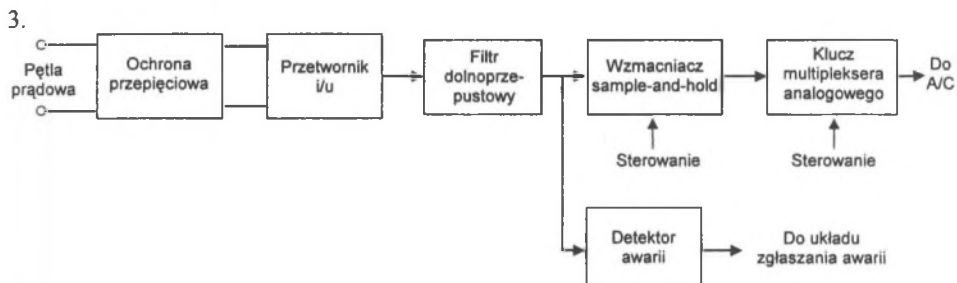 3.
Pętla
prądowa
Ochrona
przepięciowa
Przetwornik
i/u
Filtr
dolnoprze-
pustowy
Wzmacniacz
sample-and-hold
Klucz
multipleksera
analogowego
Do
A/C
Sterowanie
Sterowanie
Detektor
awarii
Do układu
zgłaszania awarii